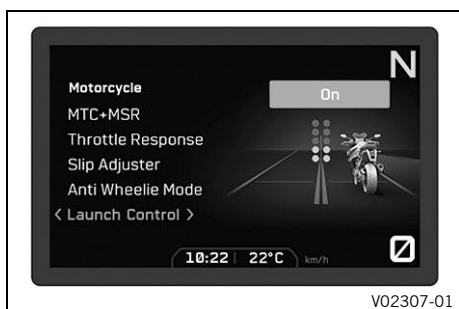 N
Motorcycle
On
MTC+MSR
Throttle Response
Slip Adjuster
Anti Wheelie Mode
< Launch Control >
10:22 22°C km/h
0
V02307-01